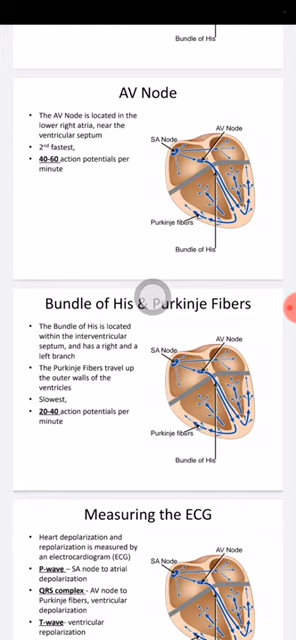 Bundle of His
AV Node
• The AV Node is located in the
lower right atria, near the
ventricular septum
• 2nd fastest,
• 40-60 action potentials per
minute
AV Node
SA Node
Purkinje fibers
Bundle of His
Bundle of His & Purkinje Fibers
• The Bundle of His is located
within the interventricular
septum, and has a right and a
left branch
• The Purkinje Fibers travel up
the outer walls of the
ventricles
• Slowest,
• 20-40 action potentials per
minute
AV Node
SA Node
Purkinje fibers
Bundle of His
Measuring the ECG
• Heart depolarization and
repolarization is measured by
an electrocardiogram (ECG)
• P-wave – SA node to atrial
depolarization
• QRS complex - AV node to
Purkinje fibers, ventricular
depolarization
• T-wave- ventricular
repolarization
AV Node
SA Node